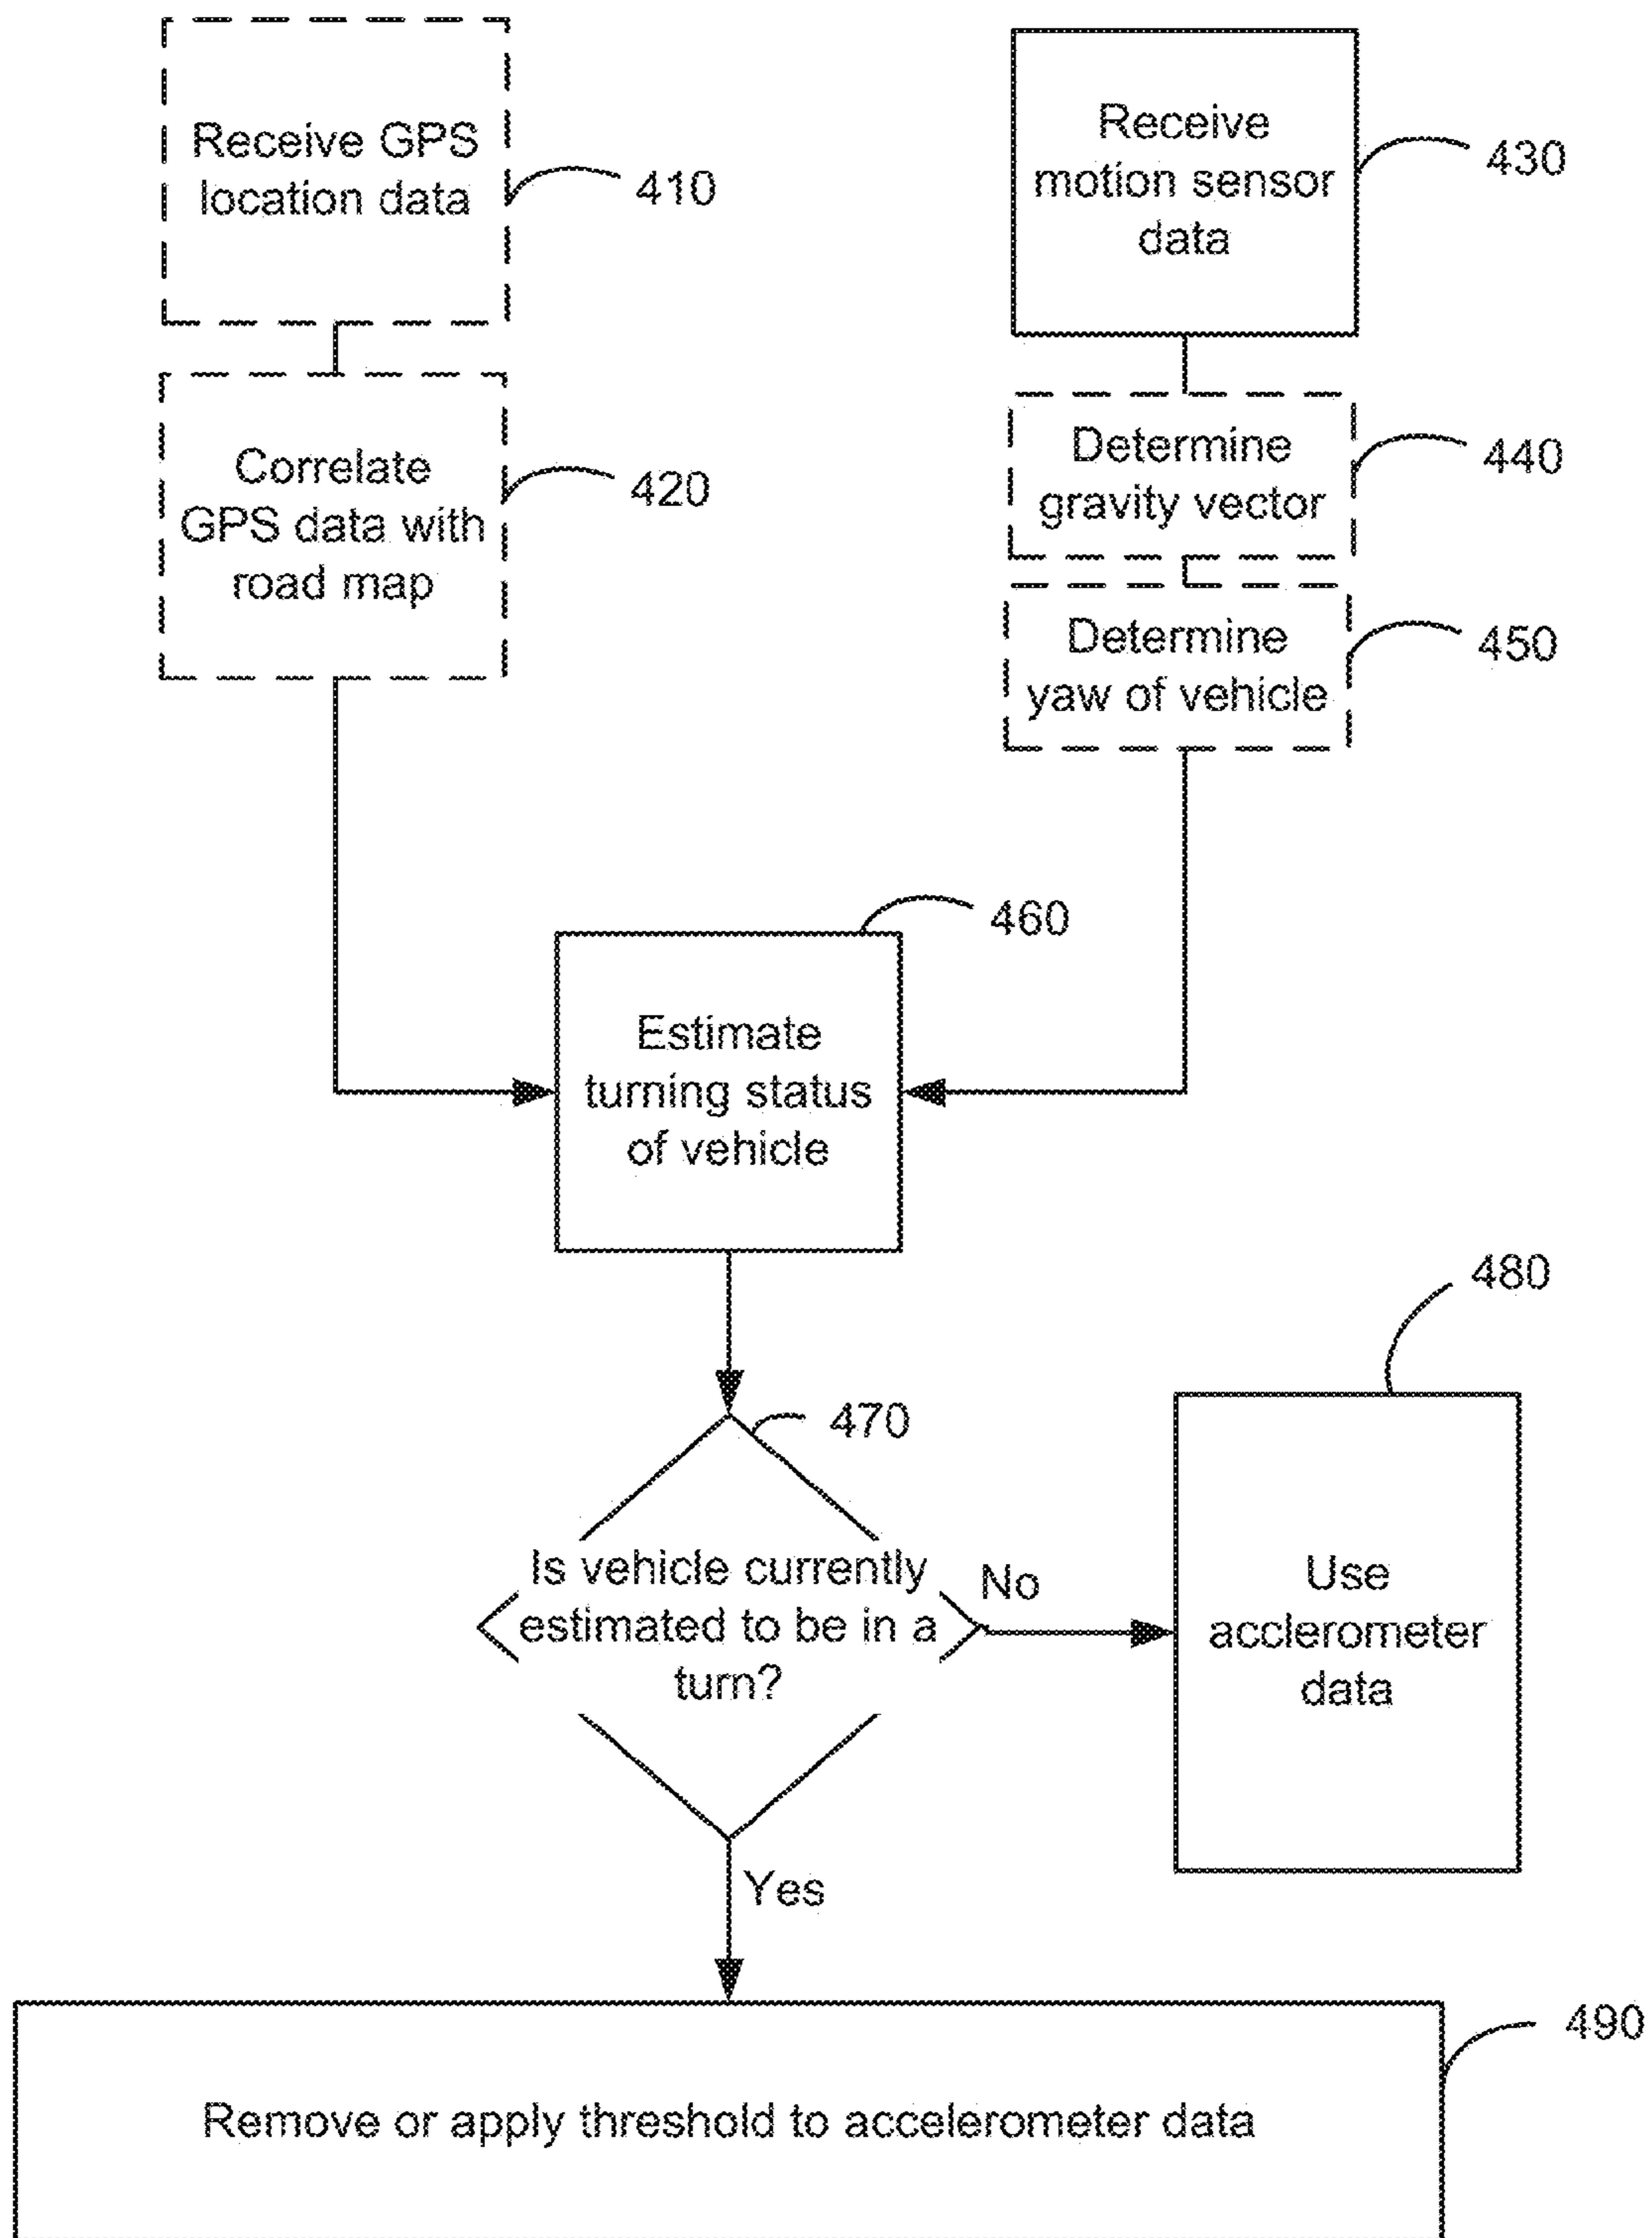 Receive GPS
location data
410
Correlate
GPS data with
road map
420
Receive
motion sensor
data
430
Determine
gravity vector
440
Determine
yaw of vehicle
450
460
Estimate
turning status
of vehicle
470
Is vehicle currently
estimated to be in a
turn?
No
480
Use
acclerometer
data
Yes
490
Remove or apply threshold to accelerometer data